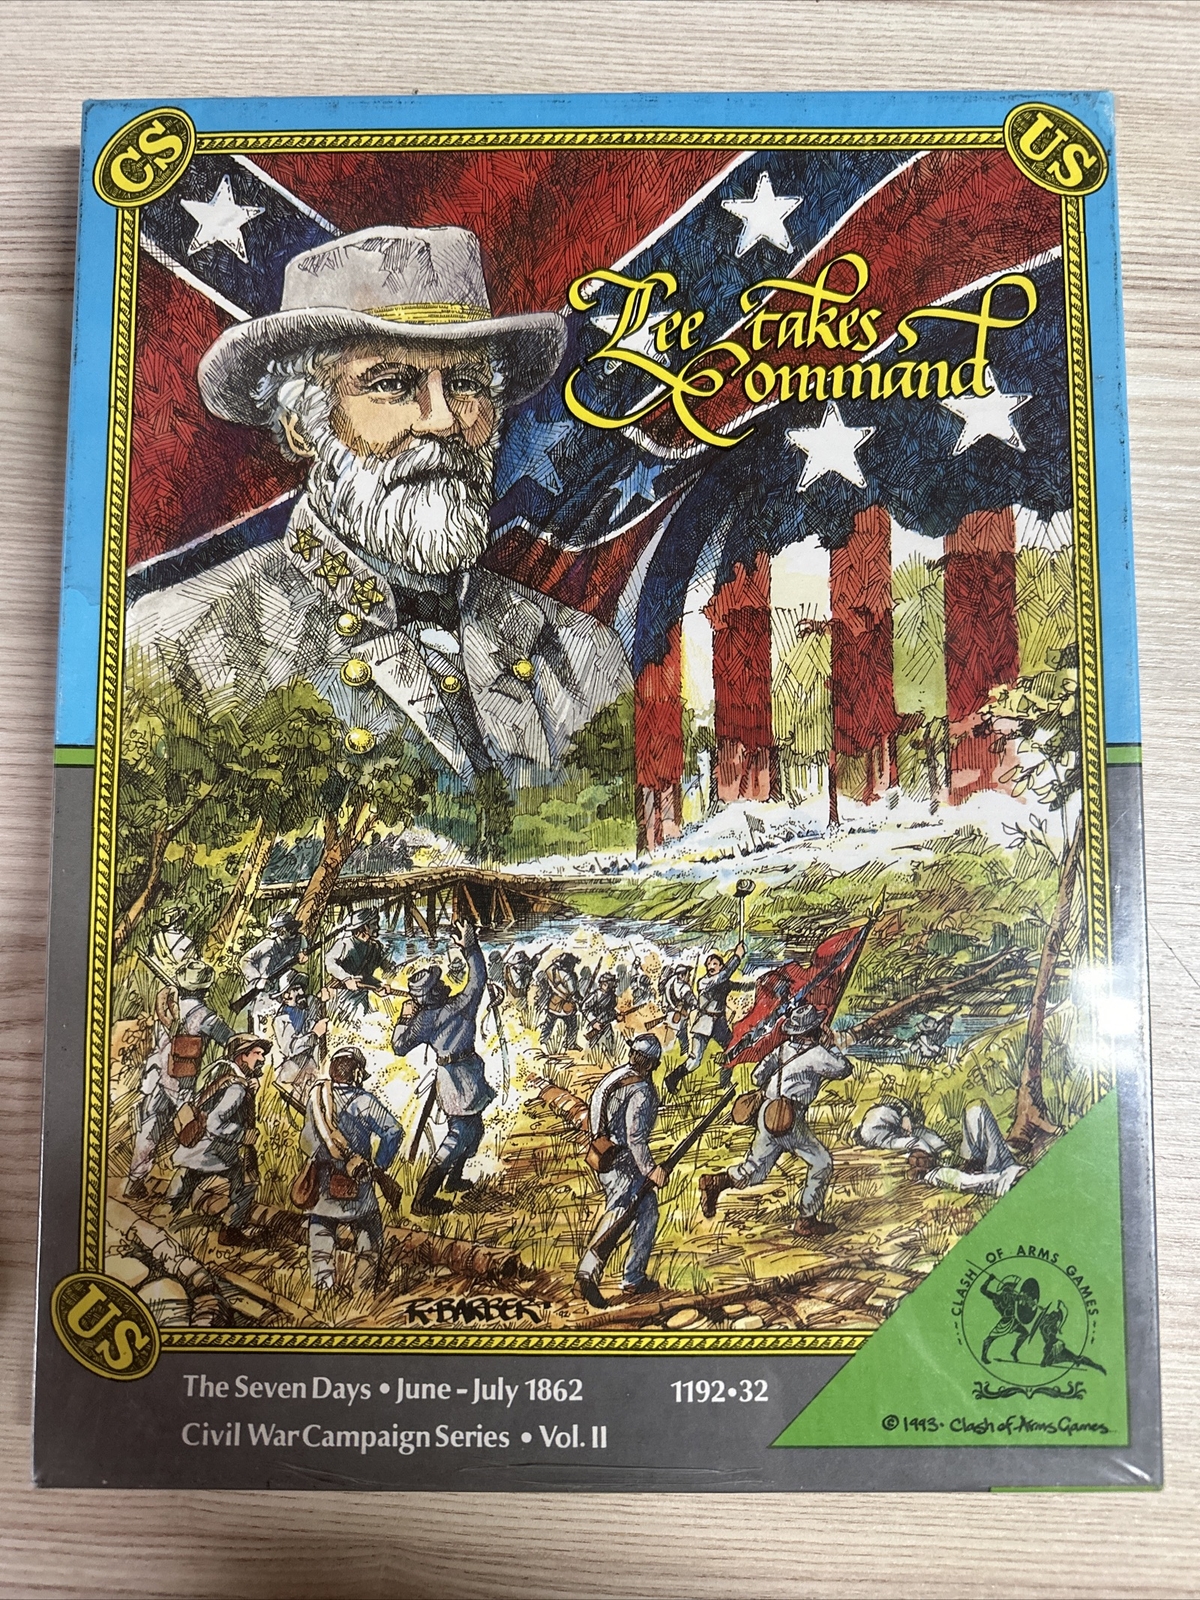 CS
US
Lee takes
Command
R. BARBER '92
US
The Seven Days • June - July 1862
1192•32
Civil War Campaign Series • Vol. II
CLASH OF ARMS GAMES
© 1993 • Clash of Arms Games